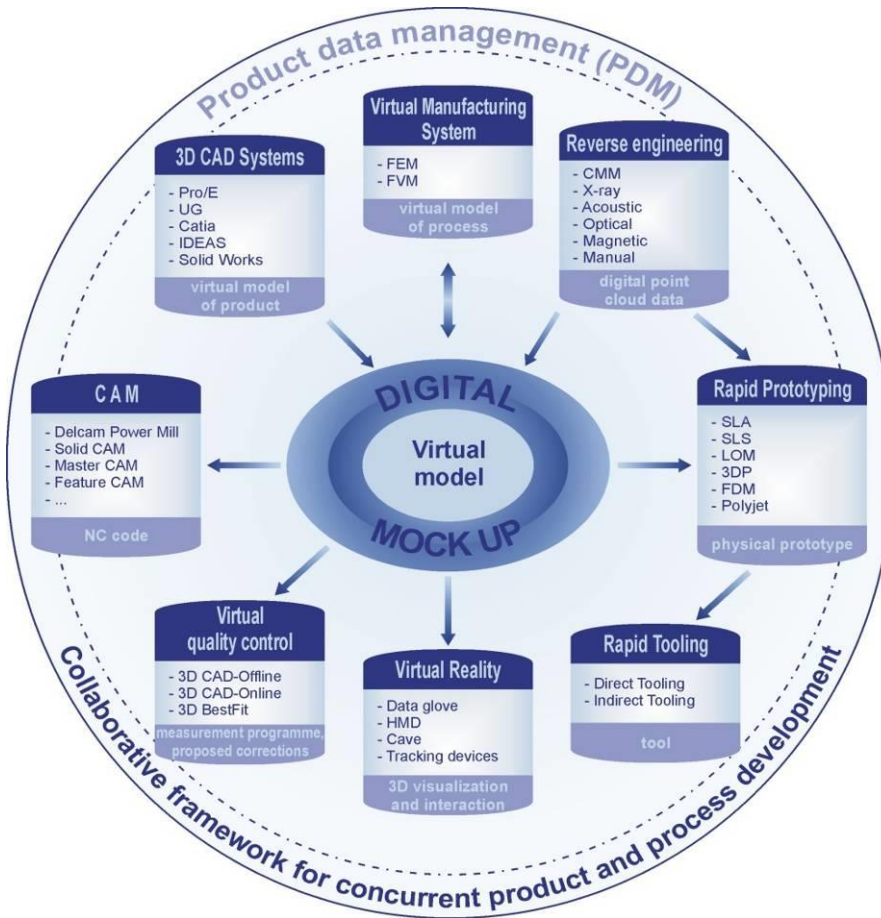 Product data management (PDM)
3D CAD Systems
- Pro/E
- UG
- Catia
- IDEAS
- Solid Works
virtual model
of product
Virtual Manufacturing
System
- FEM
- FVM
virtual model
of process
Reverse engineering
- CMM
- X-ray
- Acoustic
- Optical
- Magnetic
- Manual
digital point
cloud data
CAM
- Delcam Power Mill
- Solid CAM
- Master CAM
- Feature CAM
- ...
NC code
DIGITAL
Virtual
model
MOCK UP
Rapid Prototyping
- SLA
- SLS
- LOM
- 3DP
- FDM
- Polyjet
physical prototype
Virtual
quality control
- 3D CAD-Offline
- 3D CAD-Online
- 3D BestFit
measurement programme,
proposed corrections
Virtual Reality
- Data glove
- HMD
- Cave
- Tracking devices
3D visualization
and interaction
Rapid Tooling
- Direct Tooling
- Indirect Tooling
tool
Collaborative framework for concurrent product and process development